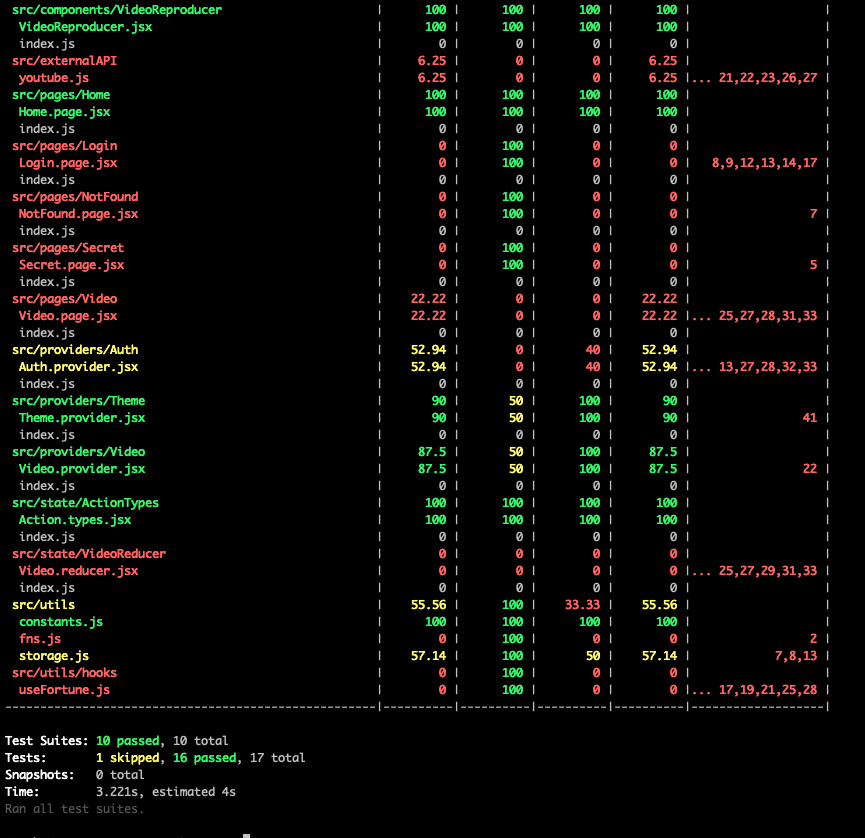 src/components/VideoReproducer | 100 | 100 | 100 | 100 | |
VideoReproducer.jsx | 100 | 100 | 100 | 100 | |
index.js | 0 | 0 | 0 | 0 | |
src/externalAPI | 6.25 | 0 | 0 | 6.25 | |
youtube.js | 6.25 | 0 | 0 | 6.25 |... 21,22,23,26,27 |
src/pages/Home | 100 | 100 | 100 | 100 | |
Home.page.jsx | 100 | 100 | 100 | 100 | |
index.js | 0 | 0 | 0 | 0 | |
src/pages/Login | 0 | 100 | 0 | 0 | |
Login.page.jsx | 0 | 100 | 0 | 0 | 8,9,12,13,14,17 |
index.js | 0 | 0 | 0 | 0 | |
src/pages/NotFound | 0 | 100 | 0 | 0 | |
NotFound.page.jsx | 0 | 100 | 0 | 0 | 7 |
index.js | 0 | 0 | 0 | 0 | |
src/pages/Secret | 0 | 100 | 0 | 0 | |
Secret.page.jsx | 0 | 100 | 0 | 0 | 5 |
index.js | 0 | 0 | 0 | 0 | |
src/pages/Video | 22.22 | 0 | 0 | 22.22 | |
Video.page.jsx | 22.22 | 0 | 0 | 22.22 |... 25,27,28,31,33 |
index.js | 0 | 0 | 0 | 0 | |
src/providers/Auth | 52.94 | 0 | 40 | 52.94 | |
Auth.provider.jsx | 52.94 | 0 | 40 | 52.94 |... 13,27,28,32,33 |
index.js | 0 | 0 | 0 | 0 | |
src/providers/Theme | 90 | 50 | 100 | 90 | |
Theme.provider.jsx | 90 | 50 | 100 | 90 | 41 |
index.js | 0 | 0 | 0 | 0 | |
src/providers/Video | 87.5 | 50 | 100 | 87.5 | |
Video.provider.jsx | 87.5 | 50 | 100 | 87.5 | 22 |
index.js | 0 | 0 | 0 | 0 | |
src/state/ActionTypes | 100 | 100 | 100 | 100 | |
Action.types.jsx | 100 | 100 | 100 | 100 | |
index.js | 0 | 0 | 0 | 0 | |
src/state/VideoReducer | 0 | 0 | 0 | 0 | |
Video.reducer.jsx | 0 | 0 | 0 | 0 |... 25,27,29,31,33 |
index.js | 0 | 0 | 0 | 0 | |
src/utils | 55.56 | 100 | 33.33 | 55.56 | |
constants.js | 100 | 100 | 100 | 100 | |
fns.js | 0 | 100 | 0 | 0 | 2 |
storage.js | 57.14 | 100 | 50 | 57.14 | 7,8,13 |
src/utils/hooks | 0 | 100 | 0 | 0 | |
useFortune.js | 0 | 100 | 0 | 0 |... 17,19,21,25,28 |
-----------------------------------------------------|----------|----------|----------|----------|-------------------|
Test Suites: 10 passed, 10 total
Tests: 1 skipped, 16 passed, 17 total
Snapshots: 0 total
Time: 3.221s, estimated 4s
Ran all test suites.